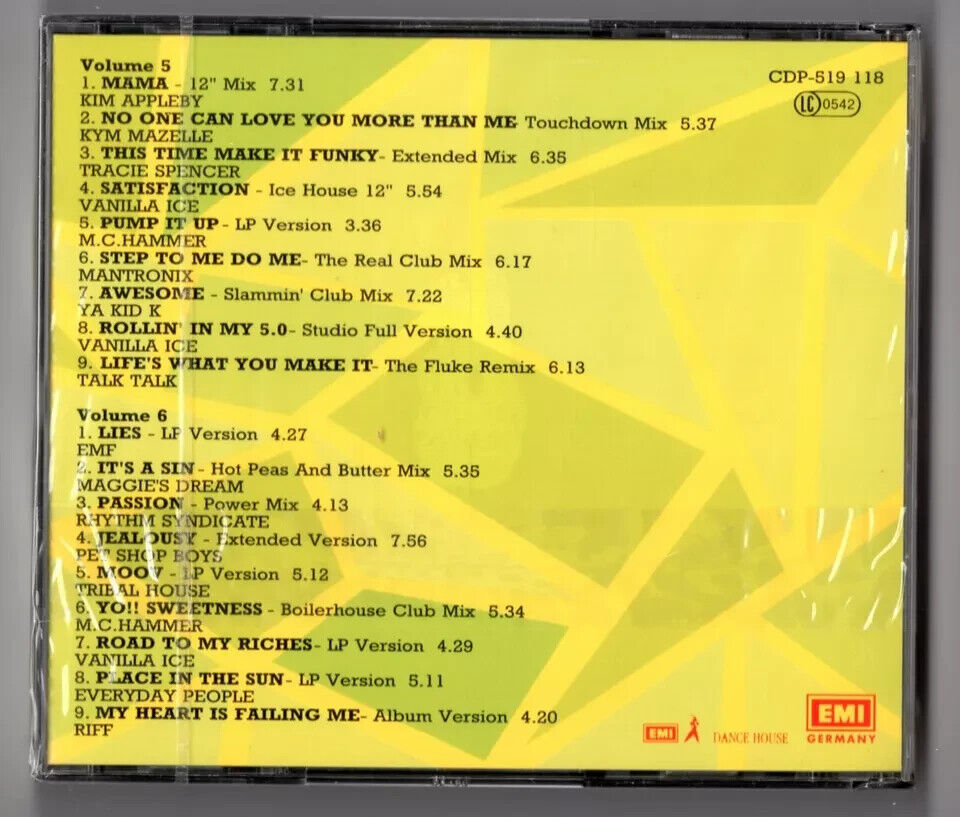 Volume 5
1. MAMA - 12" Mix 7.31
KIM APPLEBY
2. NO ONE CAN LOVE YOU MORE THAN ME Touchdown Mix 5.37
KYM MAZELLE
3. THIS TIME MAKE IT FUNKY- Extended Mix 6.35
TRACIE SPENCER
4. SATISFACTION - Ice House 12" 5.54
VANILLA ICE
5. PUMP IT UP - LP Version 3.36
M.C.HAMMER
6. STEP TO ME DO ME- The Real Club Mix 6.17
MANTRONIX
7. AWESOME - Slammin' Club Mix 7.22
YA KID K
8. ROLLIN' IN MY 5.0- Studio Full Version 4.40
VANILLA ICE
9. LIFE'S WHAT YOU MAKE IT- The Fluke Remix 6.13
TALK TALK
Volume 6
1. LIES - LP Version 4.27
EMF
2. IT'S A SIN - Hot Peas And Butter Mix 5.35
MAGGIE'S DREAM
3. PASSION - Power Mix 4.13
RHYTHM SYNDICATE
4. JEALOUSY - Extended Version 7.56
PET SHOP BOYS
5. MOOV - LP Version 5.12
TRIBAL HOUSE
6. YO!! SWEETNESS - Boilerhouse Club Mix 5.34
M.C.HAMMER
7. ROAD TO MY RICHES- LP Version 4.29
VANILLA ICE
8. PLACE IN THE SUN- LP Version 5.11
EVERYDAY PEOPLE
9. MY HEART IS FAILING ME- Album Version 4.20
RIFF
CDP-519 118
LC 0542
EMI DANCE HOUSE
EMI
GERMANY